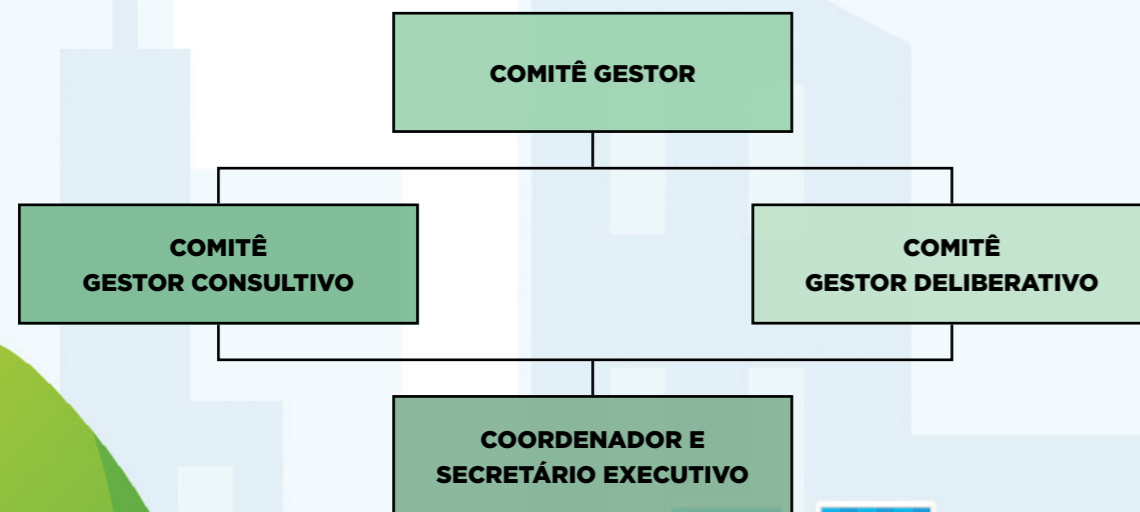 COMITÊ GESTOR
COMITÊ
GESTOR CONSULTIVO
COMITÊ
GESTOR DELIBERATIVO
COORDENADOR E
SECRETÁRIO EXECUTIVO